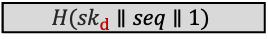 H(sk_d ∥ seq ∥ 1)